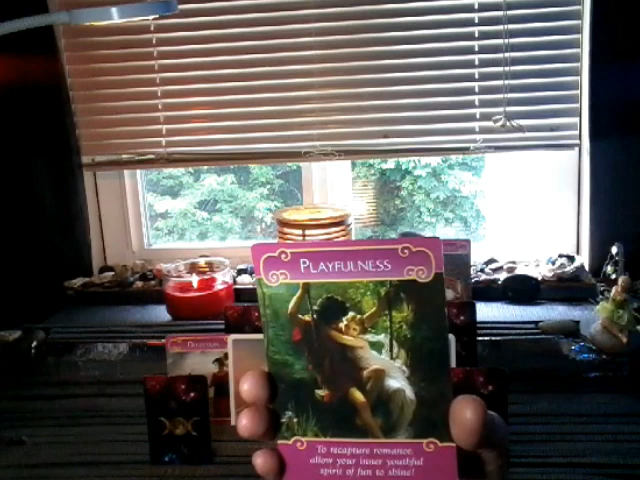 PLAYFULNESS
To recapture romance,
allow your inner youthful
spirit of fun to shine!